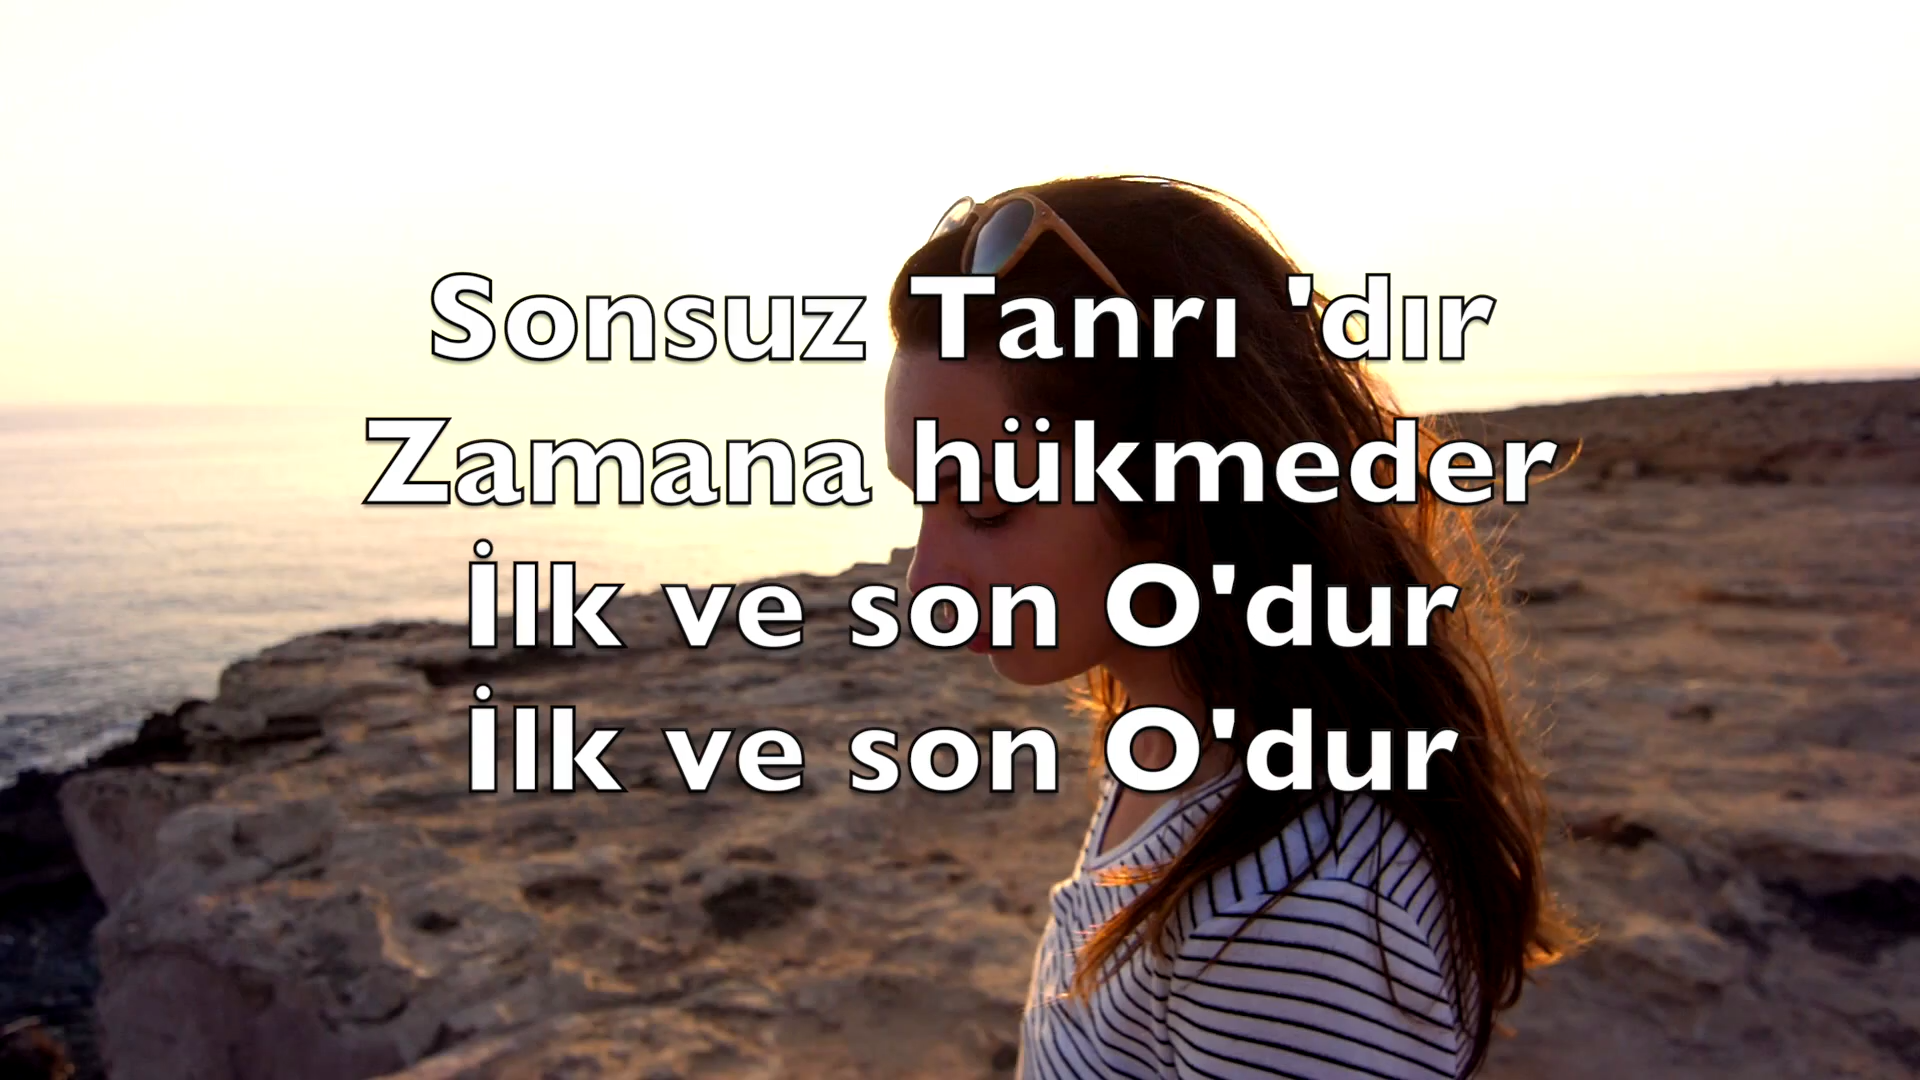 Sonsuz Tanrı 'dır
Zamana hükmeder
İlk ve son O'dur
İlk ve son O'dur